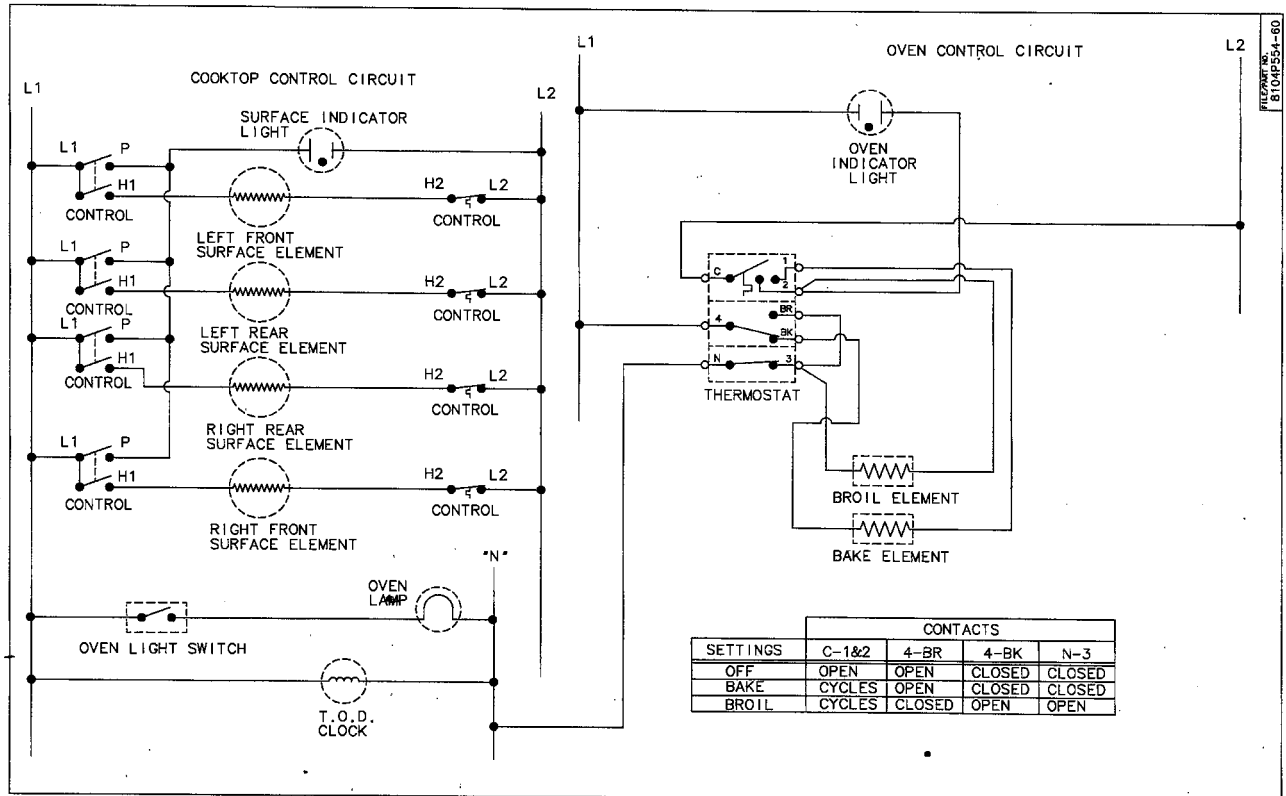 FILE/PART NO.
8104P554-60
COOKTOP CONTROL CIRCUIT
L1
L2
SURFACE INDICATOR
LIGHT
L1 P
H1
CONTROL
H2 L2
CONTROL
LEFT FRONT
SURFACE ELEMENT
L1 P
H1
CONTROL
H2 L2
CONTROL
LEFT REAR
SURFACE ELEMENT
L1 P
H1
CONTROL
H2 L2
CONTROL
RIGHT REAR
SURFACE ELEMENT
L1 P
H1
CONTROL
H2 L2
CONTROL
RIGHT FRONT
SURFACE ELEMENT
"N"
OVEN
LAMP
OVEN LIGHT SWITCH
T.O.D.
CLOCK
OVEN CONTROL CIRCUIT
L1
L2
OVEN
INDICATOR
LIGHT
C 1
2
BR
4
BK
N 3
THERMOSTAT
BROIL ELEMENT
BAKE ELEMENT
CONTACTS
SETTINGS C-1&2 4-BR 4-BK N-3
OFF OPEN OPEN CLOSED CLOSED
BAKE CYCLES OPEN CLOSED CLOSED
BROIL CYCLES CLOSED OPEN OPEN